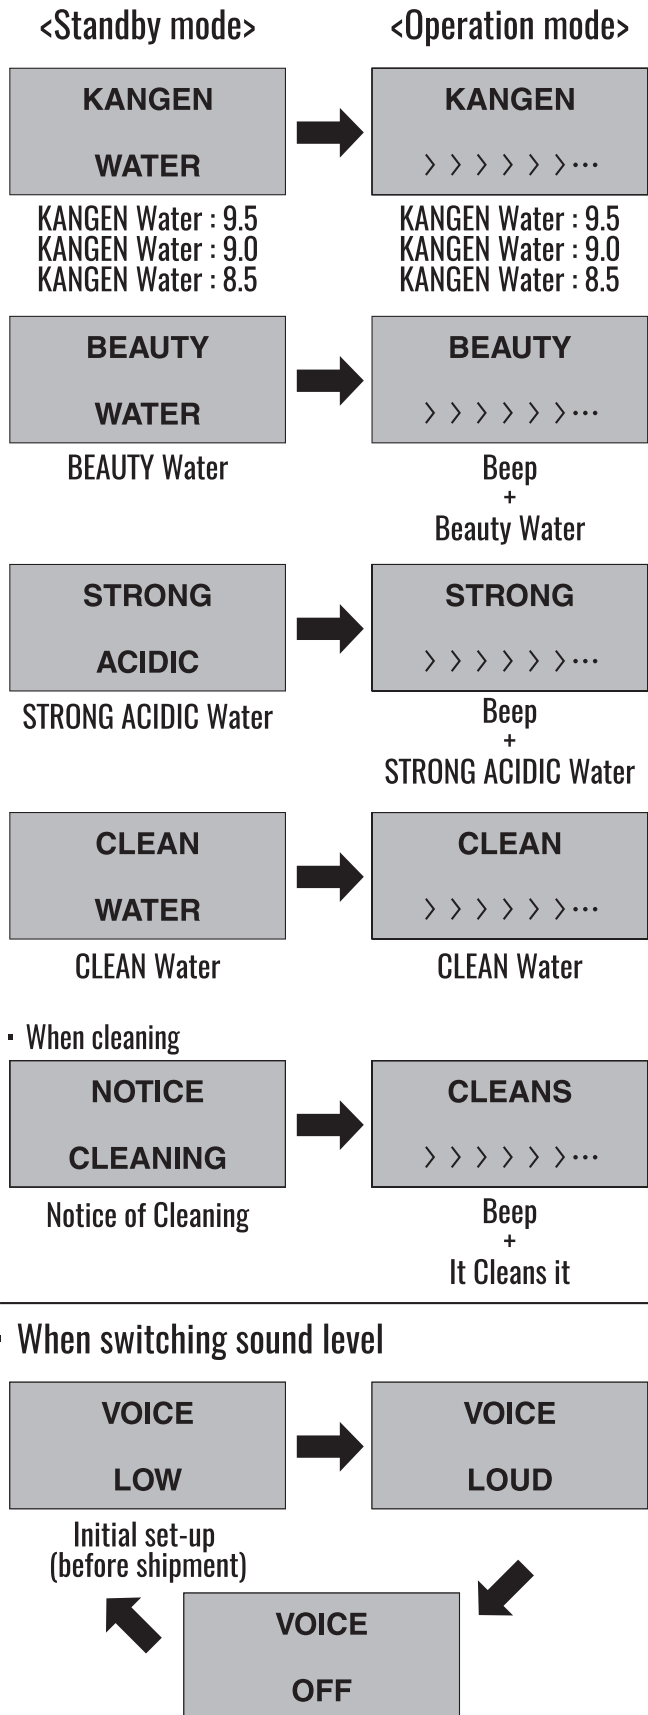 <Standby mode>
<Operation mode>
KANGEN
WATER
KANGEN
〉〉〉〉〉〉…
KANGEN Water : 9.5
KANGEN Water : 9.0
KANGEN Water : 8.5
KANGEN Water : 9.5
KANGEN Water : 9.0
KANGEN Water : 8.5
BEAUTY
WATER
BEAUTY
〉〉〉〉〉〉…
BEAUTY Water
Beep
+
Beauty Water
STRONG
ACIDIC
STRONG
〉〉〉〉〉〉…
STRONG ACIDIC Water
Beep
+
STRONG ACIDIC Water
CLEAN
WATER
CLEAN
〉〉〉〉〉〉…
CLEAN Water
CLEAN Water
・When cleaning
NOTICE
CLEANING
CLEANS
〉〉〉〉〉〉…
Notice of Cleaning
Beep
+
It Cleans it
・When switching sound level
VOICE
LOW
VOICE
LOUD
Initial set-up
(before shipment)
VOICE
OFF